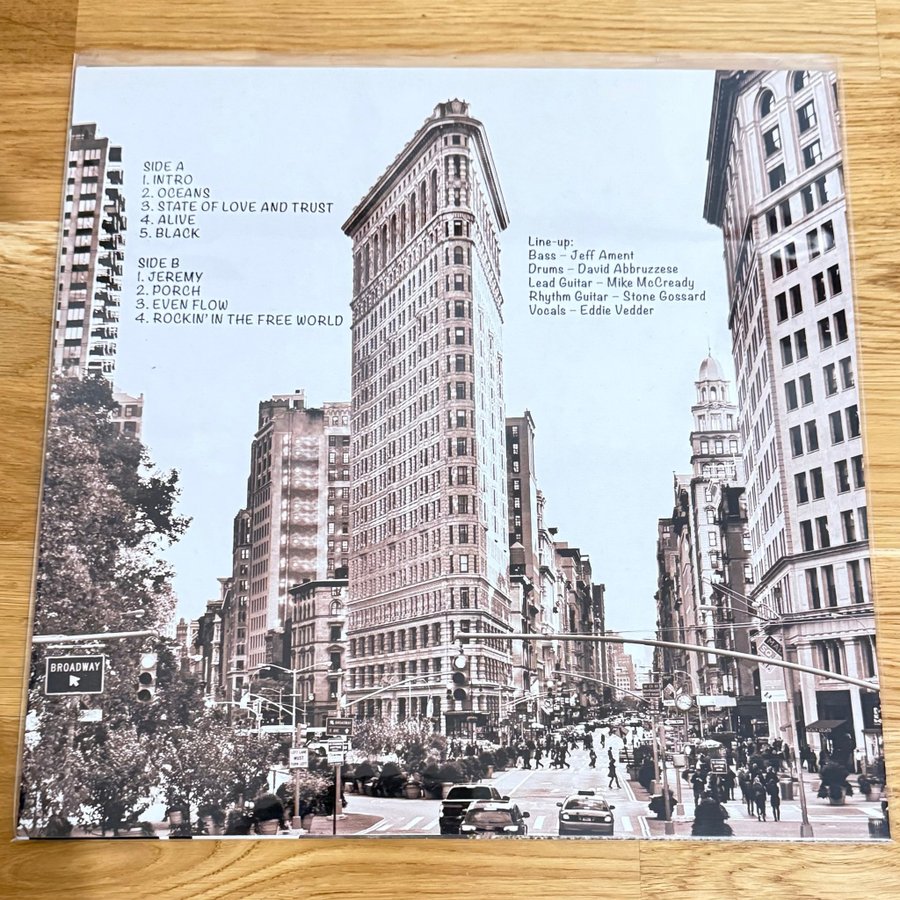 SIDE A
1. INTRO
2. OCEANS
3. STATE OF LOVE AND TRUST
4. ALIVE
5. BLACK
SIDE B
1. JEREMY
2. PORCH
3. EVEN FLOW
4. ROCKIN' IN THE FREE WORLD
Line-up:
Bass – Jeff Ament
Drums – David Abbruzzese
Lead Guitar – Mike McCready
Rhythm Guitar – Stone Gossard
Vocals – Eddie Vedder
BROADWAY